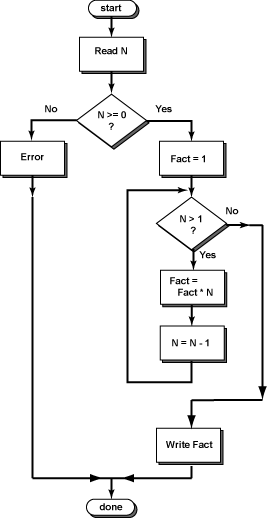 start
Read N
N >= 0
?
No
Yes
Error
Fact = 1
N > 1
?
No
Yes
Fact =
Fact * N
N = N - 1
Write Fact
done